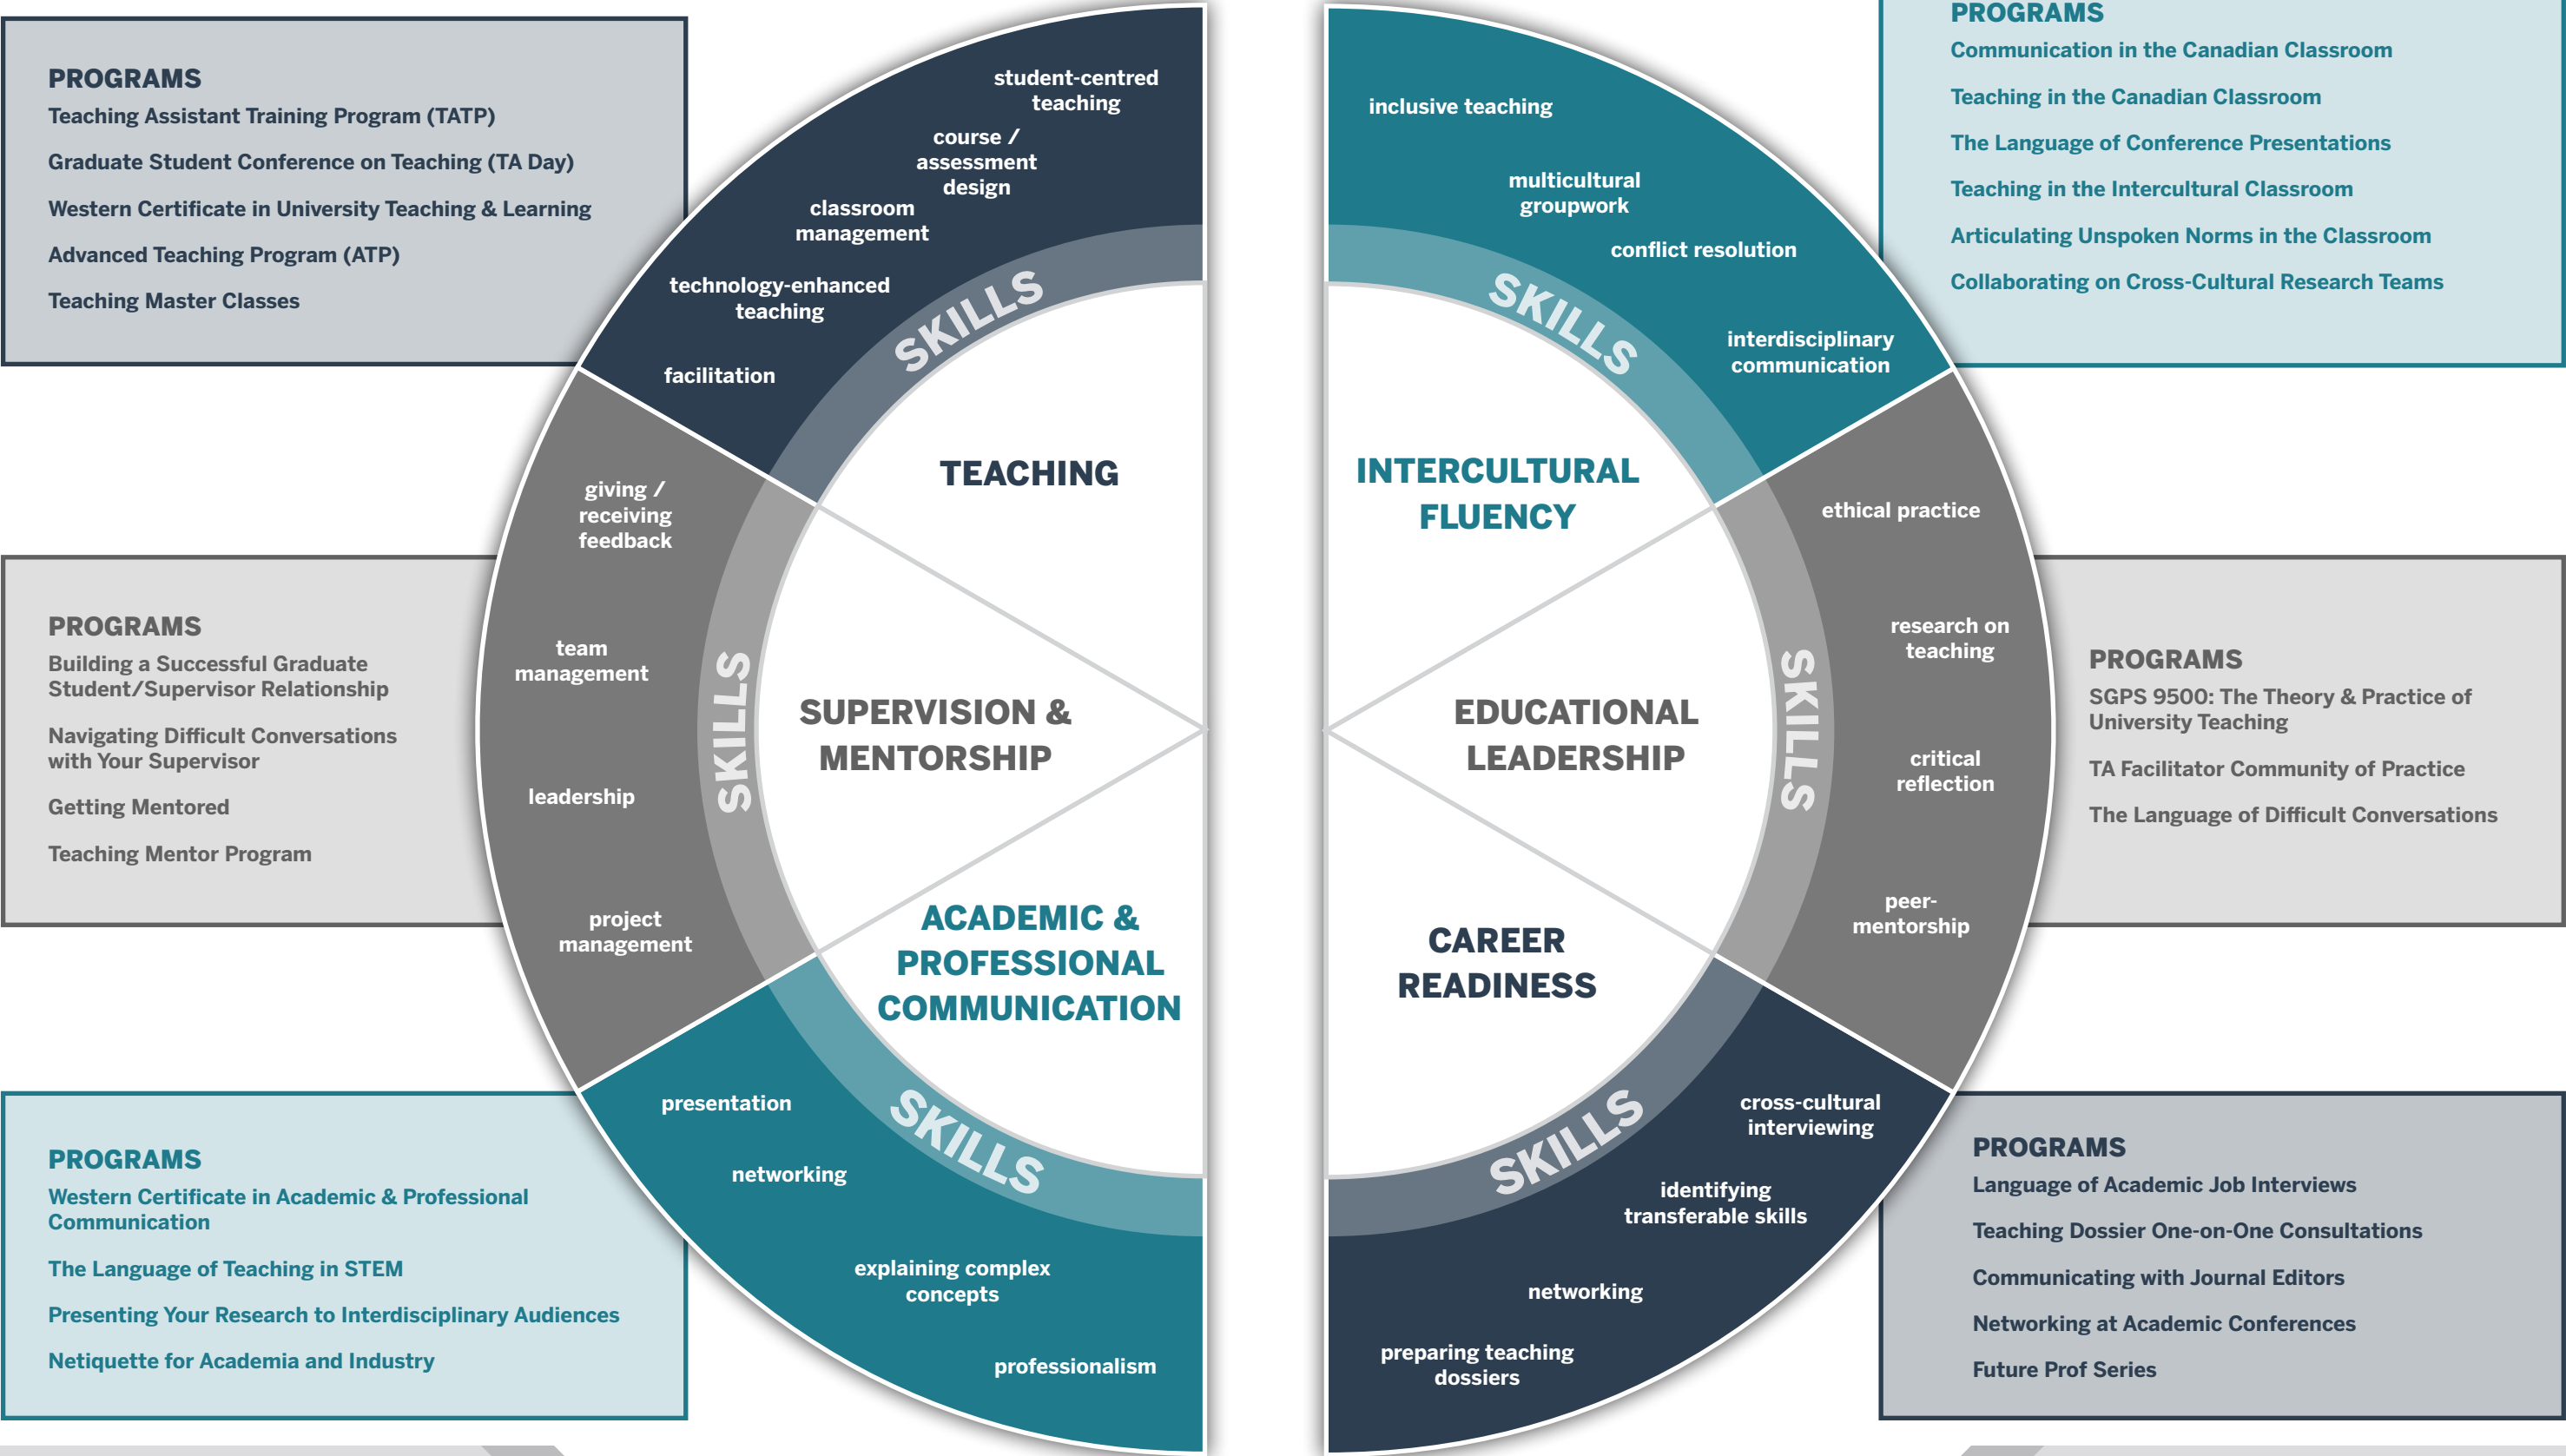 PROGRAMS
Teaching Assistant Training Program (TATP)
Graduate Student Conference on Teaching (TA Day)
Western Certificate in University Teaching & Learning
Advanced Teaching Program (ATP)
Teaching Master Classes
student-centred
teaching
course /
assessment
design
classroom
management
technology-enhanced
teaching
facilitation
SKILLS
TEACHING
PROGRAMS
Building a Successful Graduate
Student/Supervisor Relationship
Navigating Difficult Conversations
with Your Supervisor
Getting Mentored
Teaching Mentor Program
giving /
receiving
feedback
team
management
leadership
project
management
SKILLS
SUPERVISION &
MENTORSHIP
PROGRAMS
Western Certificate in Academic & Professional
Communication
The Language of Teaching in STEM
Presenting Your Research to Interdisciplinary Audiences
Netiquette for Academia and Industry
presentation
networking
explaining complex
concepts
professionalism
SKILLS
ACADEMIC &
PROFESSIONAL
COMMUNICATION
INTERCULTURAL
FLUENCY
SKILLS
inclusive teaching
multicultural
groupwork
conflict resolution
interdisciplinary
communication
PROGRAMS
Communication in the Canadian Classroom
Teaching in the Canadian Classroom
The Language of Conference Presentations
Teaching in the Intercultural Classroom
Articulating Unspoken Norms in the Classroom
Collaborating on Cross-Cultural Research Teams
EDUCATIONAL
LEADERSHIP
SKILLS
ethical practice
research on
teaching
critical
reflection
peer-
mentorship
PROGRAMS
SGPS 9500: The Theory & Practice of
University Teaching
TA Facilitator Community of Practice
The Language of Difficult Conversations
CAREER
READINESS
SKILLS
cross-cultural
interviewing
identifying
transferable skills
networking
preparing teaching
dossiers
PROGRAMS
Language of Academic Job Interviews
Teaching Dossier One-on-One Consultations
Communicating with Journal Editors
Networking at Academic Conferences
Future Prof Series